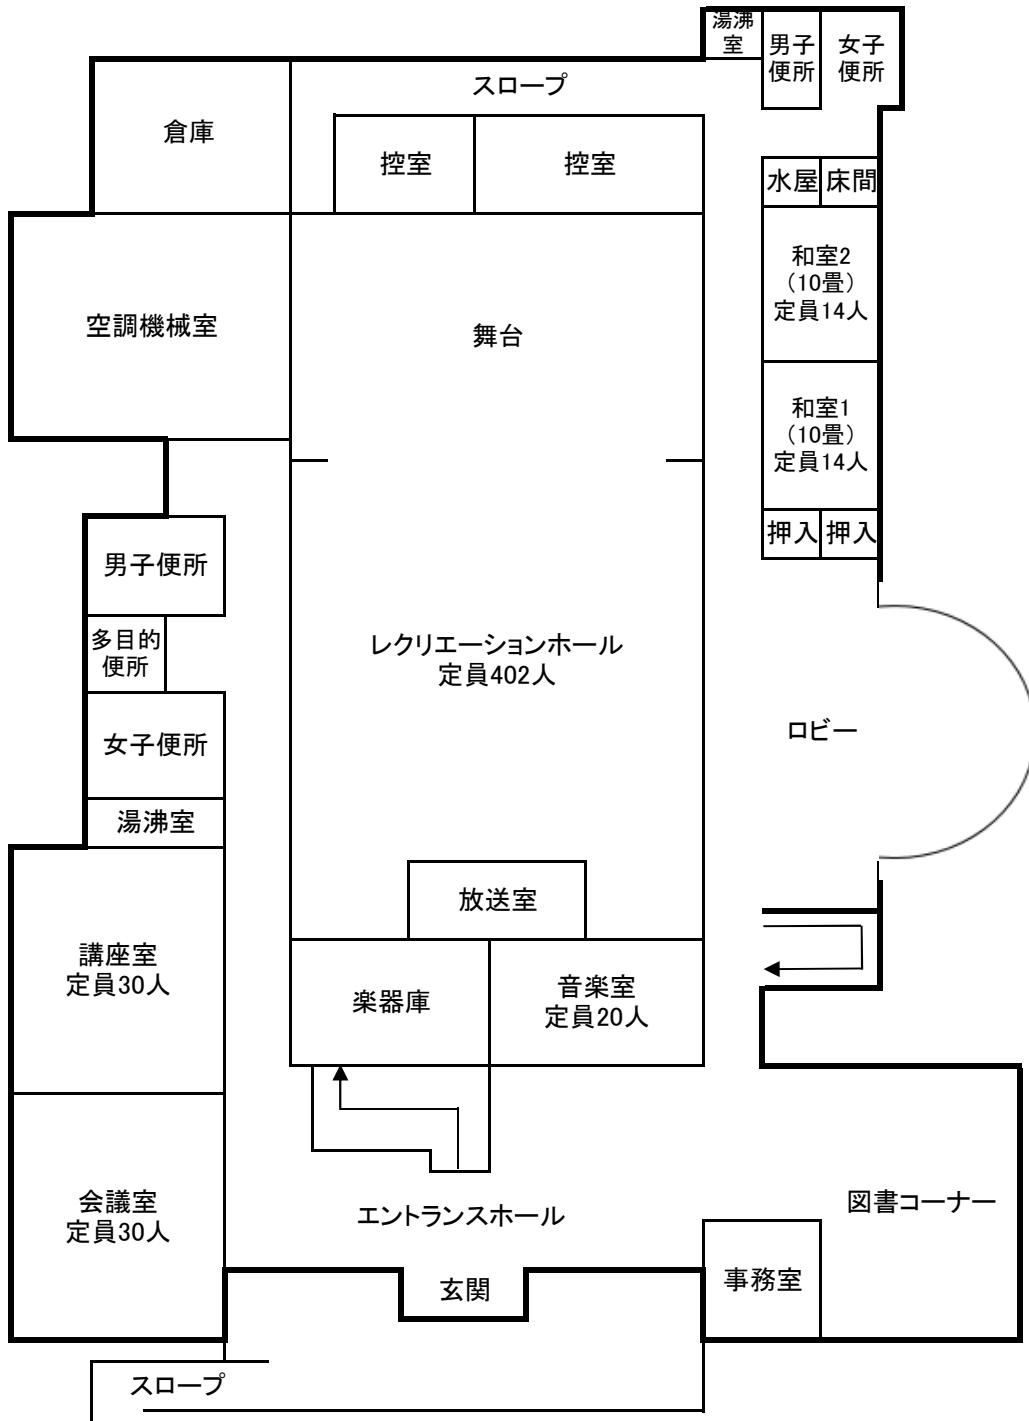 湯沸
室
男子
便所
女子
便所
スロープ
倉庫
控室
控室
水屋
床間
和室2
（10畳）
定員14人
空調機械室
舞台
和室1
（10畳）
定員14人
押入
押入
男子便所
多目的
便所
レクリエーションホール
定員402人
女子便所
ロビー
湯沸室
放送室
講座室
定員30人
楽器庫
音楽室
定員20人
会議室
定員30人
エントランスホール
図書コーナー
玄関
事務室
スロープ